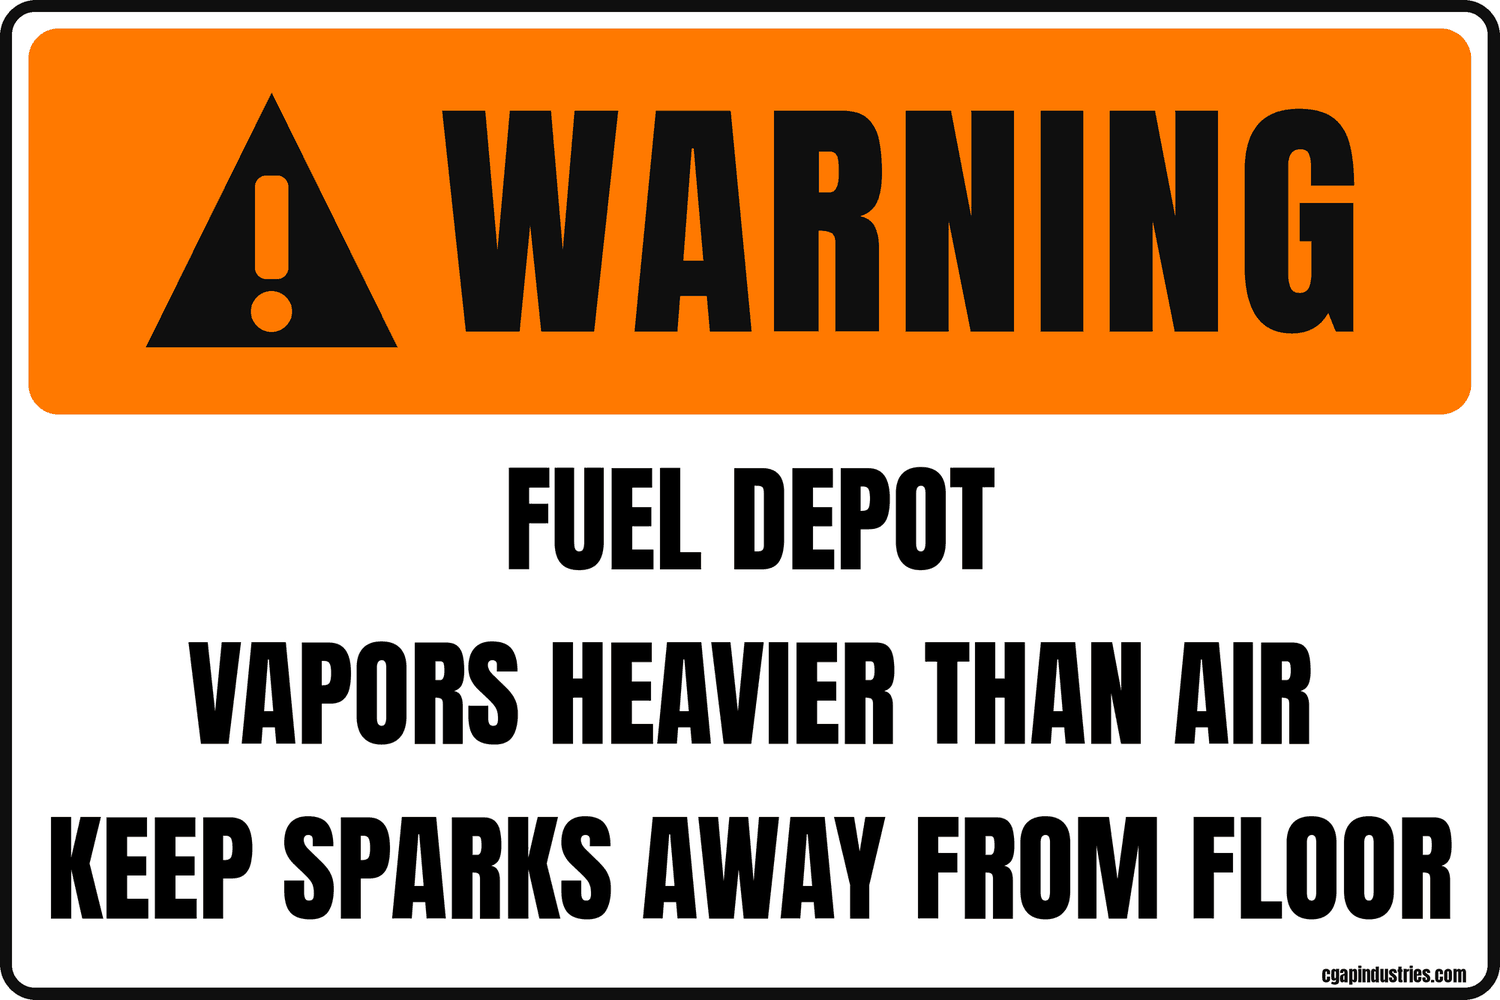 WARNING
FUEL DEPOT
VAPORS HEAVIER THAN AIR
KEEP SPARKS AWAY FROM FLOOR
cgapindustries.com